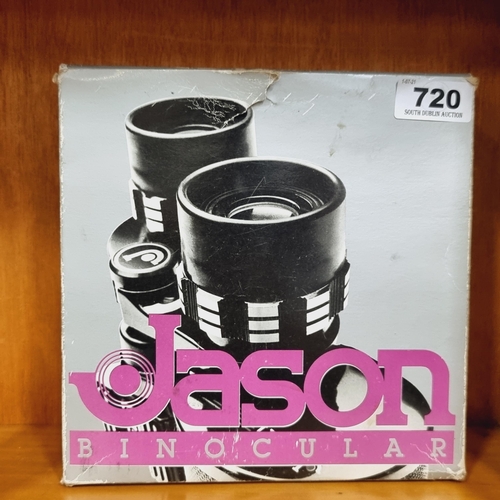 720
SOUTH DUBLIN AUCTION
J
Jason
BINOCULAR